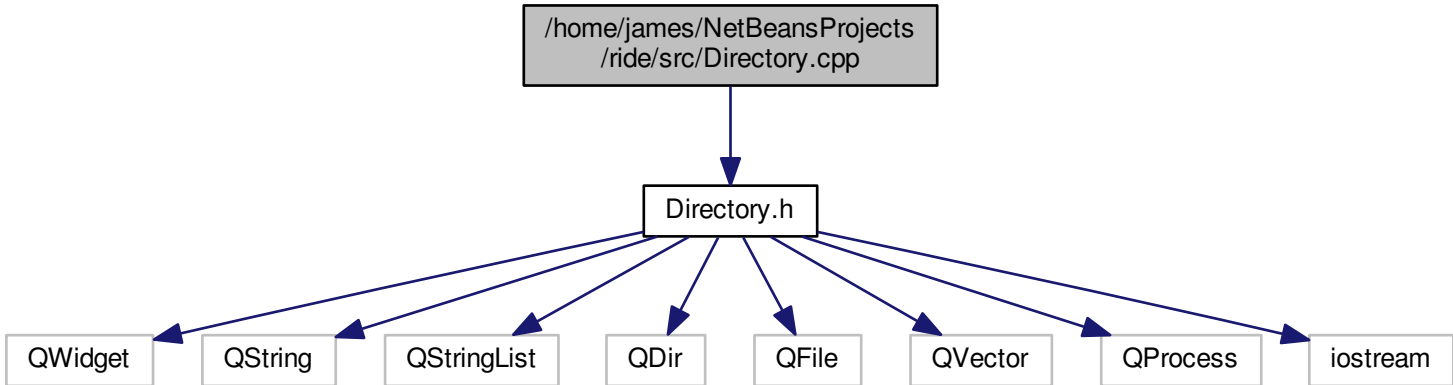 /home/james/NetBeansProjects
/ride/src/Directory.cpp
Directory.h
QWidget
QString
QStringList
QDir
QFile
QVector
QProcess
iostream